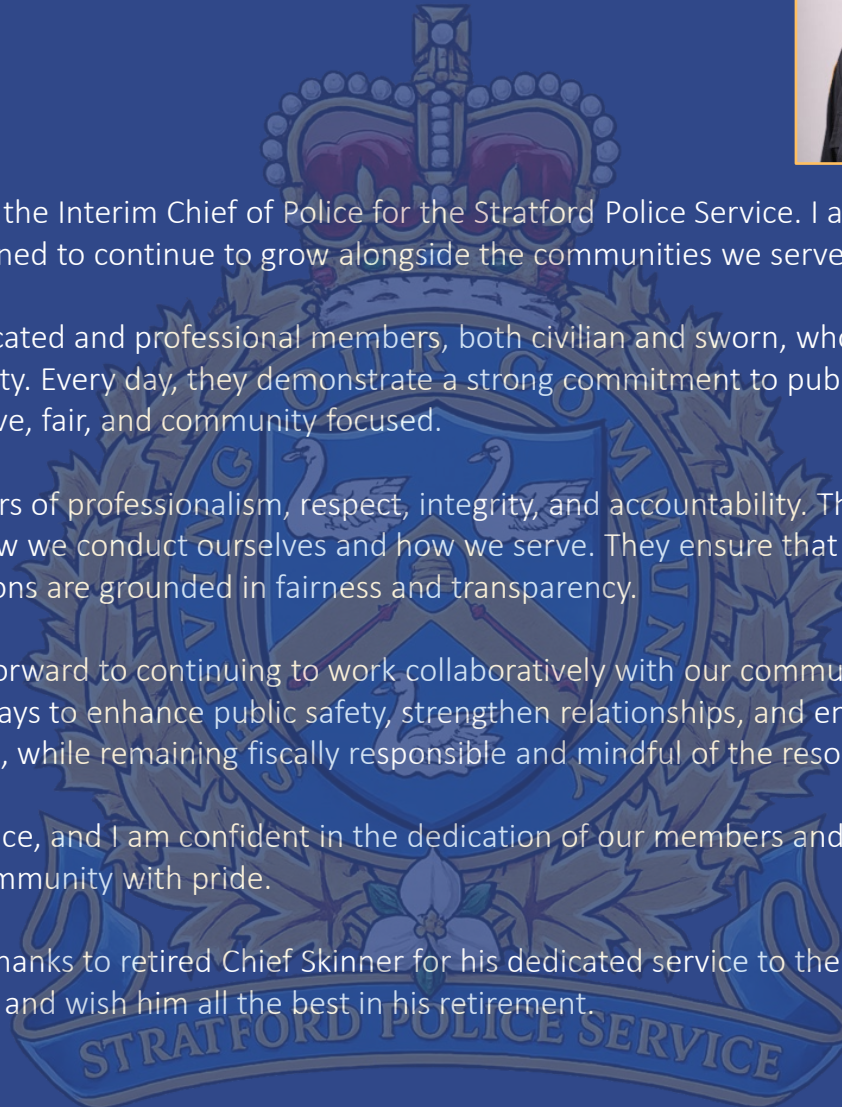 the Interim Chief of Police for the Stratford Police Service. I a
ned to continue to grow alongside the communities we serve
cated and professional members, both civilian and sworn, who
ty. Every day, they demonstrate a strong commitment to pub
ve, fair, and community focused.
rs of professionalism, respect, integrity, and accountability. Th
w we conduct ourselves and how we serve. They ensure that
ons are grounded in fairness and transparency.
orward to continuing to work collaboratively with our commu
ays to enhance public safety, strengthen relationships, and en
, while remaining fiscally responsible and mindful of the reso
ce, and I am confident in the dedication of our members and
mmunity with pride.
hanks to retired Chief Skinner for his dedicated service to the
and wish him all the best in his retirement.
SERVING OUR COMMUNITY
STRATFORD POLICE SERVICE